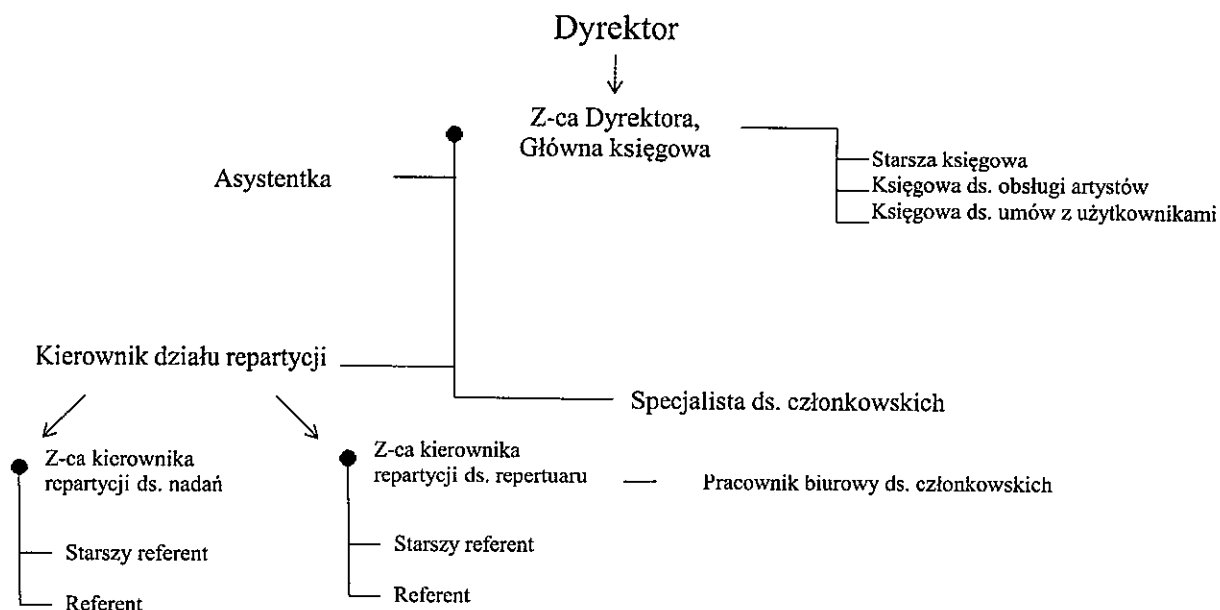 Dyrektor
Z-ca Dyrektora,
Główna księgowa
Starsza księgowa
Asystentka
Księgowa ds. obsługi artystów
Księgowa ds. umów z użytkownikami
Kierownik działu repartycji
Specjalista ds. członkowskich
Z-ca kierownika
repartycji ds. nadań
Z-ca kierownika
repartycji ds. repertuaru
Pracownik biurowy ds. członkowskich
Starszy referent
Starszy referent
Referent
Referent